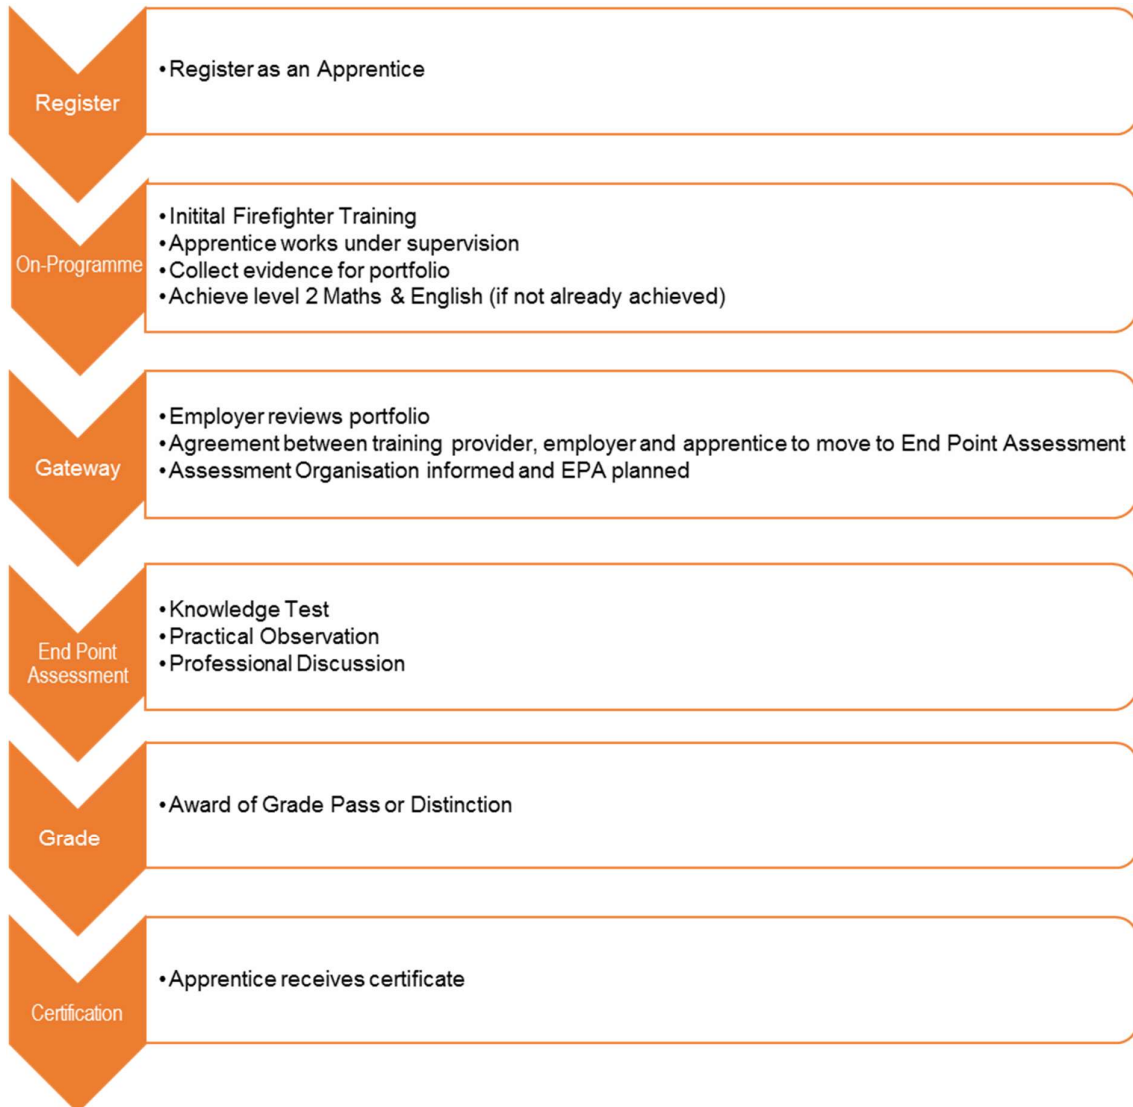 Register
•Register as an Apprentice
On-Programme
•Initital Firefighter Training
•Apprentice works under supervision
•Collect evidence for portfolio
•Achieve level 2 Maths & English (if not already achieved)
Gateway
•Employer reviews portfolio
•Agreement between training provider, employer and apprentice to move to End Point Assessment
•Assessment Organisation informed and EPA planned
End Point
Assessment
•Knowledge Test
•Practical Observation
•Professional Discussion
Grade
•Award of Grade Pass or Distinction
Certification
•Apprentice receives certificate